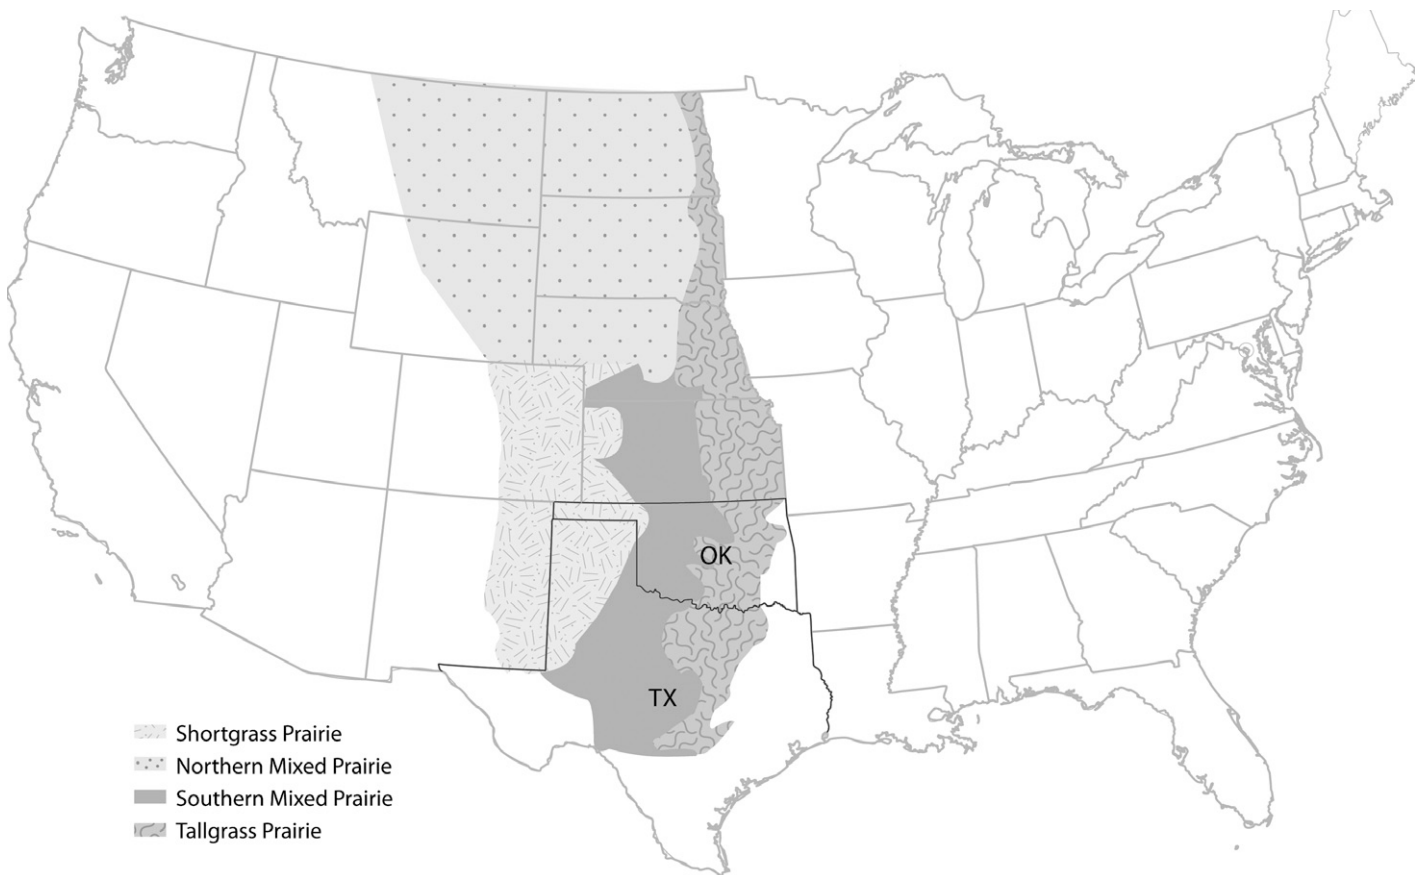 OK
TX
Shortgrass Prairie
Northern Mixed Prairie
Southern Mixed Prairie
Tallgrass Prairie